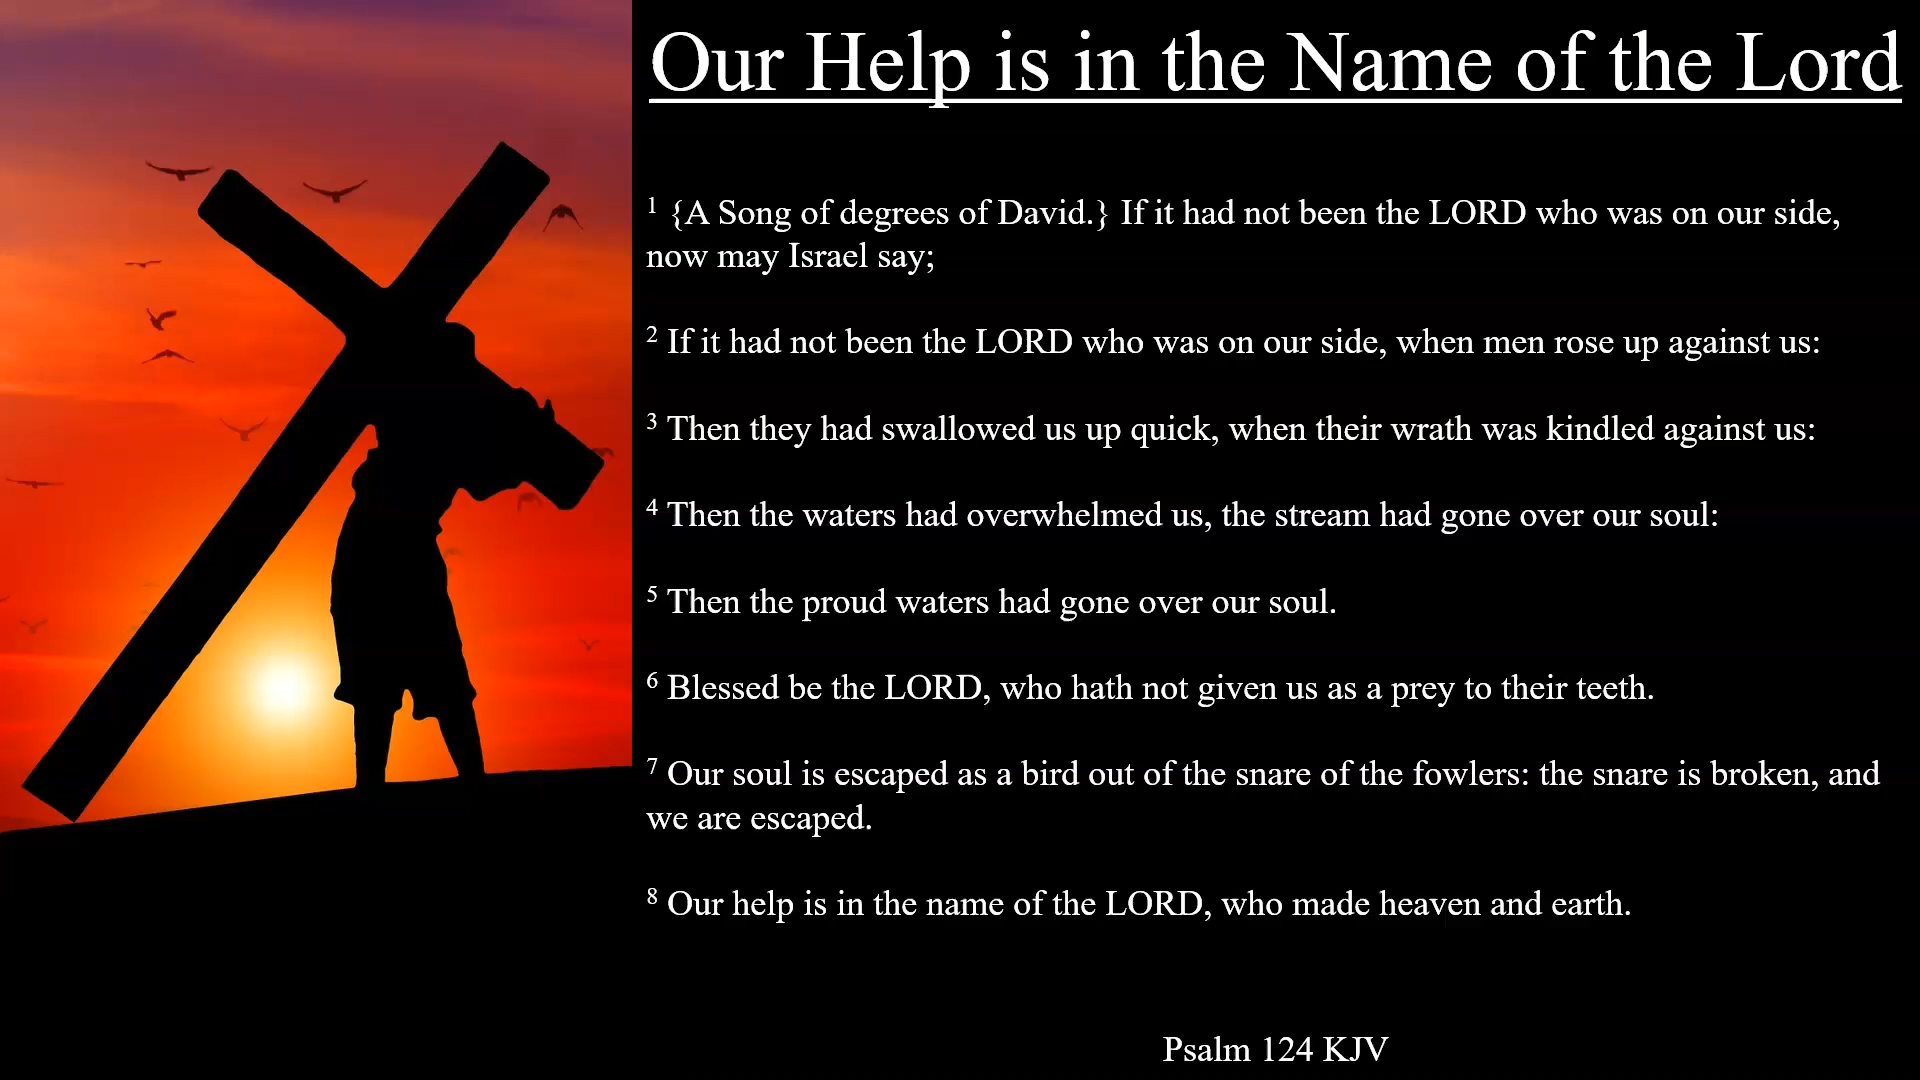 Our Help is in the Name of the Lord
1 {A Song of degrees of David.} If it had not been the LORD who was on our side,
now may Israel say;
2 If it had not been the LORD who was on our side, when men rose up against us:
3 Then they had swallowed us up quick, when their wrath was kindled against us:
4 Then the waters had overwhelmed us, the stream had gone over our soul:
5 Then the proud waters had gone over our soul.
6 Blessed be the LORD, who hath not given us as a prey to their teeth.
7 Our soul is escaped as a bird out of the snare of the fowlers: the snare is broken, and
we are escaped.
8 Our help is in the name of the LORD, who made heaven and earth.
Psalm 124 KJV